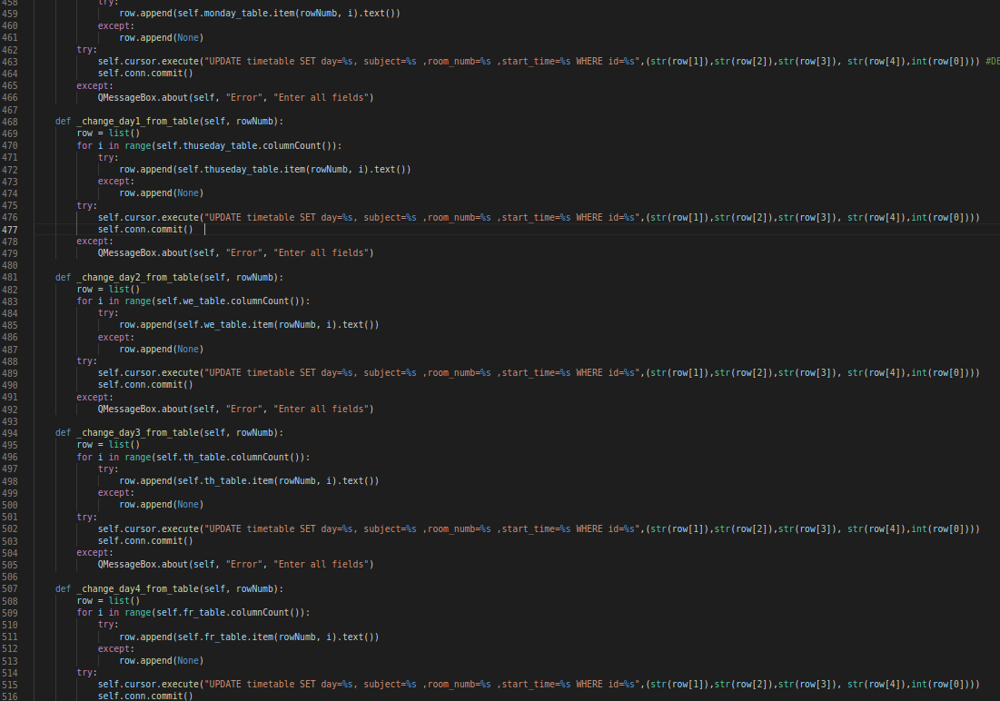 458 try:
459 row.append(self.monday_table.item(rowNumb, i).text())
460 except:
461 row.append(None)
462 try:
463 self.cursor.execute("UPDATE timetable SET day=%s, subject=%s ,room_numb=%s ,start_time=%s WHERE id=%s",(str(row[1]),str(row[2]),str(row[3]), str(row[4]),int(row[0]))) #DE
464 self.conn.commit()
465 except:
466 QMessageBox.about(self, "Error", "Enter all fields")
467
468 def _change_day1_from_table(self, rowNumb):
469 row = list()
470 for i in range(self.thuseday_table.columnCount()):
471 try:
472 row.append(self.thuseday_table.item(rowNumb, i).text())
473 except:
474 row.append(None)
475 try:
476 self.cursor.execute("UPDATE timetable SET day=%s, subject=%s ,room_numb=%s ,start_time=%s WHERE id=%s",(str(row[1]),str(row[2]),str(row[3]), str(row[4]),int(row[0])))
477 self.conn.commit()
478 except:
479 QMessageBox.about(self, "Error", "Enter all fields")
480
481 def _change_day2_from_table(self, rowNumb):
482 row = list()
483 for i in range(self.we_table.columnCount()):
484 try:
485 row.append(self.we_table.item(rowNumb, i).text())
486 except:
487 row.append(None)
488 try:
489 self.cursor.execute("UPDATE timetable SET day=%s, subject=%s ,room_numb=%s ,start_time=%s WHERE id=%s",(str(row[1]),str(row[2]),str(row[3]), str(row[4]),int(row[0])))
490 self.conn.commit()
491 except:
492 QMessageBox.about(self, "Error", "Enter all fields")
493
494 def _change_day3_from_table(self, rowNumb):
495 row = list()
496 for i in range(self.th_table.columnCount()):
497 try:
498 row.append(self.th_table.item(rowNumb, i).text())
499 except:
500 row.append(None)
501 try:
502 self.cursor.execute("UPDATE timetable SET day=%s, subject=%s ,room_numb=%s ,start_time=%s WHERE id=%s",(str(row[1]),str(row[2]),str(row[3]), str(row[4]),int(row[0])))
503 self.conn.commit()
504 except:
505 QMessageBox.about(self, "Error", "Enter all fields")
506
507 def _change_day4_from_table(self, rowNumb):
508 row = list()
509 for i in range(self.fr_table.columnCount()):
510 try:
511 row.append(self.fr_table.item(rowNumb, i).text())
512 except:
513 row.append(None)
514 try:
515 self.cursor.execute("UPDATE timetable SET day=%s, subject=%s ,room_numb=%s ,start_time=%s WHERE id=%s",(str(row[1]),str(row[2]),str(row[3]), str(row[4]),int(row[0])))
516 self.conn.commit()